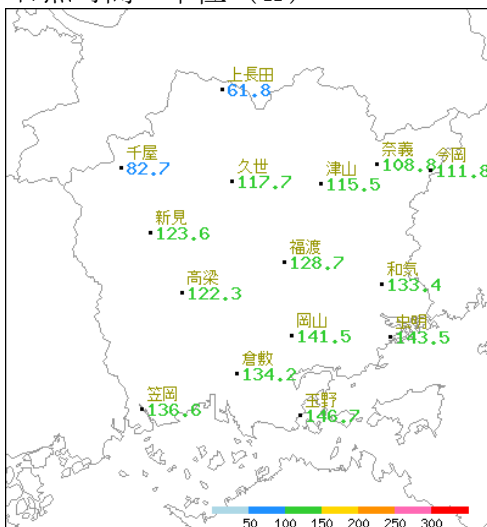 上長田
61.8
千屋
82.7
久世
117.7
津山
115.5
奈義
108.8
今岡
111.8
新見
123.6
福渡
128.7
和気
133.4
高梁
122.3
岡山
141.5
虫明
143.5
倉敷
134.2
笠岡
136.6
玉野
146.7
50 100 150 200 250 300